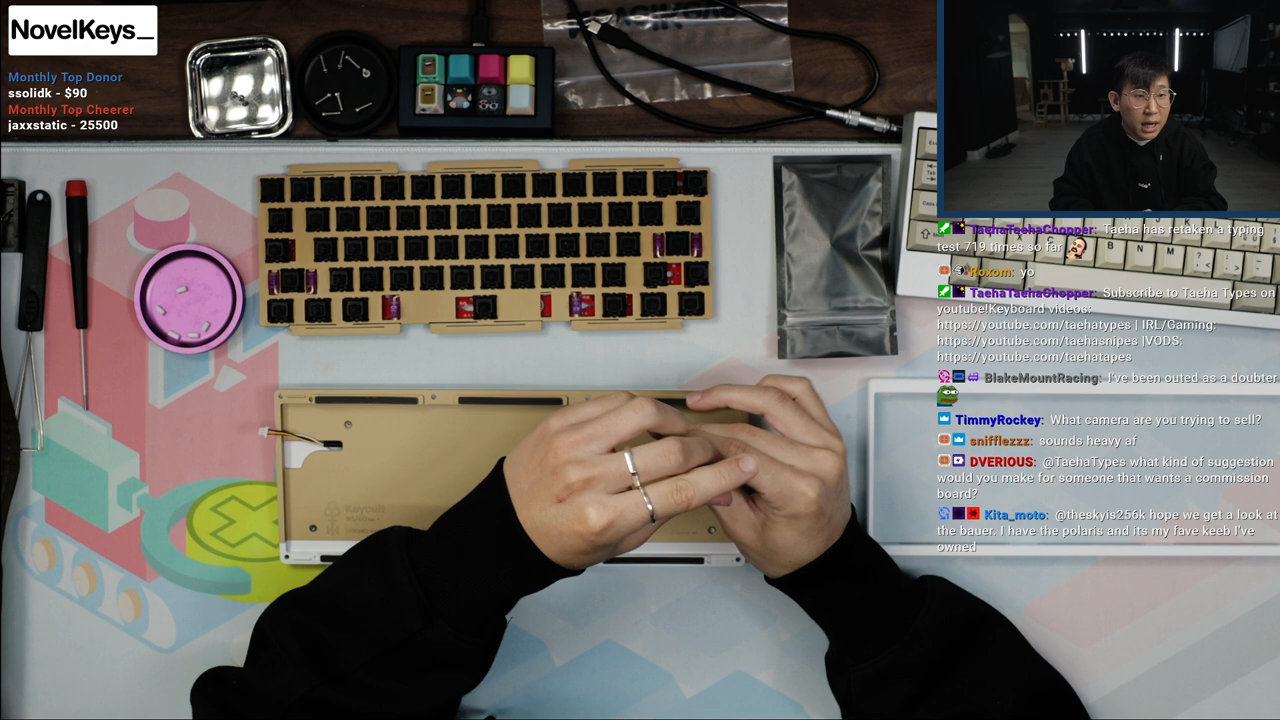 NovelKeys_
Monthly Top Donor
ssolidk - $90
Monthly Top Cheerer
jaxxstatic - 25500
TaehaTaehaChopper: Taeha has retaken a typing
test 719 times so far
Roxom: yo
TaehaTaehaChopper: Subscribe to Taeha Types on
youtube!Keyboard videos:
https://youtube.com/taehatypes | IRL/Gaming:
https://youtube.com/taehasnipes |VODS:
https://youtube.com/taehatapes
BlakeMountRacing: I've been outed as a doubter
TimmyRockey: What camera are you trying to sell?
snifflezzz: sounds heavy af
DVERIOUS: @TaehaTypes what kind of suggestion
would you make for someone that wants a commission
board?
Kita_moto: @theskyis256k hope we get a look at
the bauer. I have the polaris and its my fave keeb I've
owned
Keycult
B
N
M